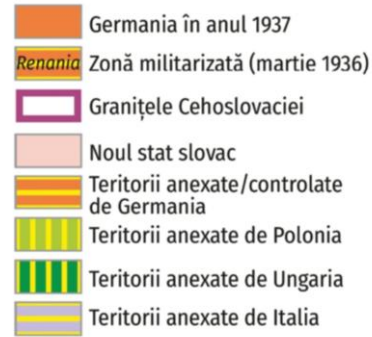 Germania în anul 1937
Renania Zonă militarizată (martie 1936)
Granițele Cehoslovaciei
Noul stat slovac
Teritorii anexate/controlate
de Germania
Teritorii anexate de Polonia
Teritorii anexate de Ungaria
Teritorii anexate de Italia